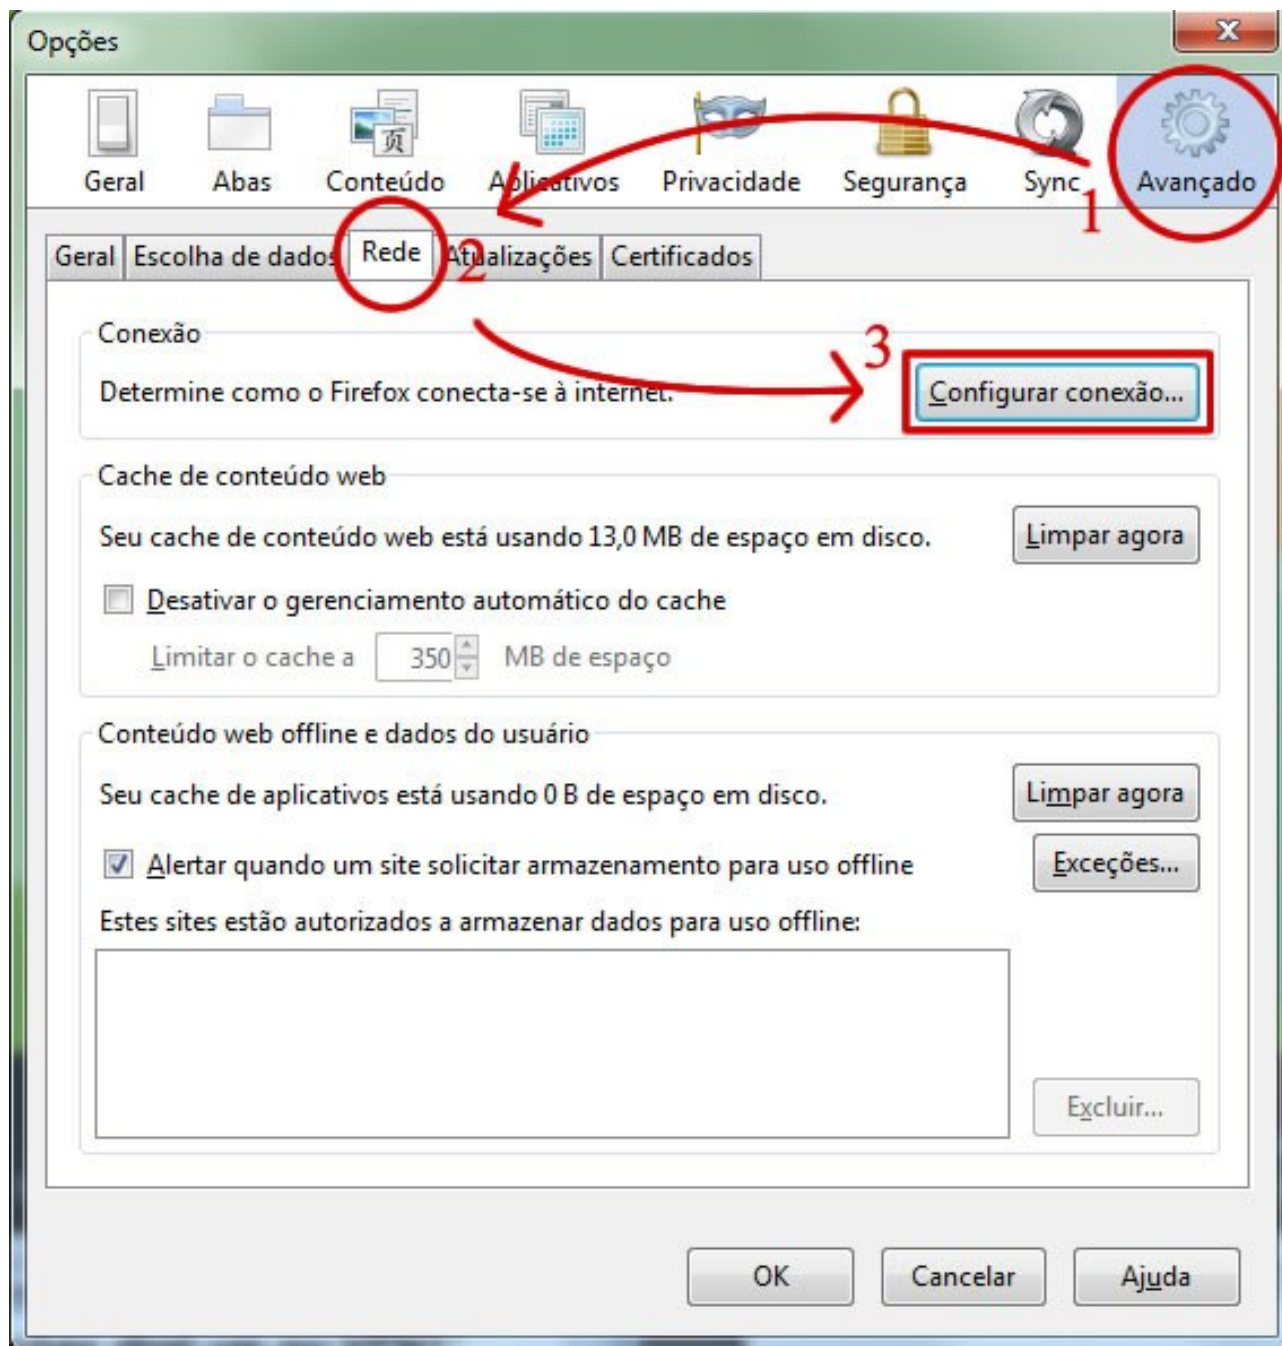 Opções
x
页
Geral Abas Conteúdo Aplicativos Privacidade Segurança Sync Avançado
1
Geral Escolha de dados Rede Atualizações Certificados
2
Conexão
3
Determine como o Firefox conecta-se à internet. Configurar conexão...
Cache de conteúdo web
Seu cache de conteúdo web está usando 13,0 MB de espaço em disco. Limpar agora
Desativar o gerenciamento automático do cache
Limitar o cache a 350 MB de espaço
Conteúdo web offline e dados do usuário
Seu cache de aplicativos está usando 0 B de espaço em disco. Limpar agora
Alertar quando um site solicitar armazenamento para uso offline Exceções...
Estes sites estão autorizados a armazenar dados para uso offline:
Excluir...
OK Cancelar Ajuda